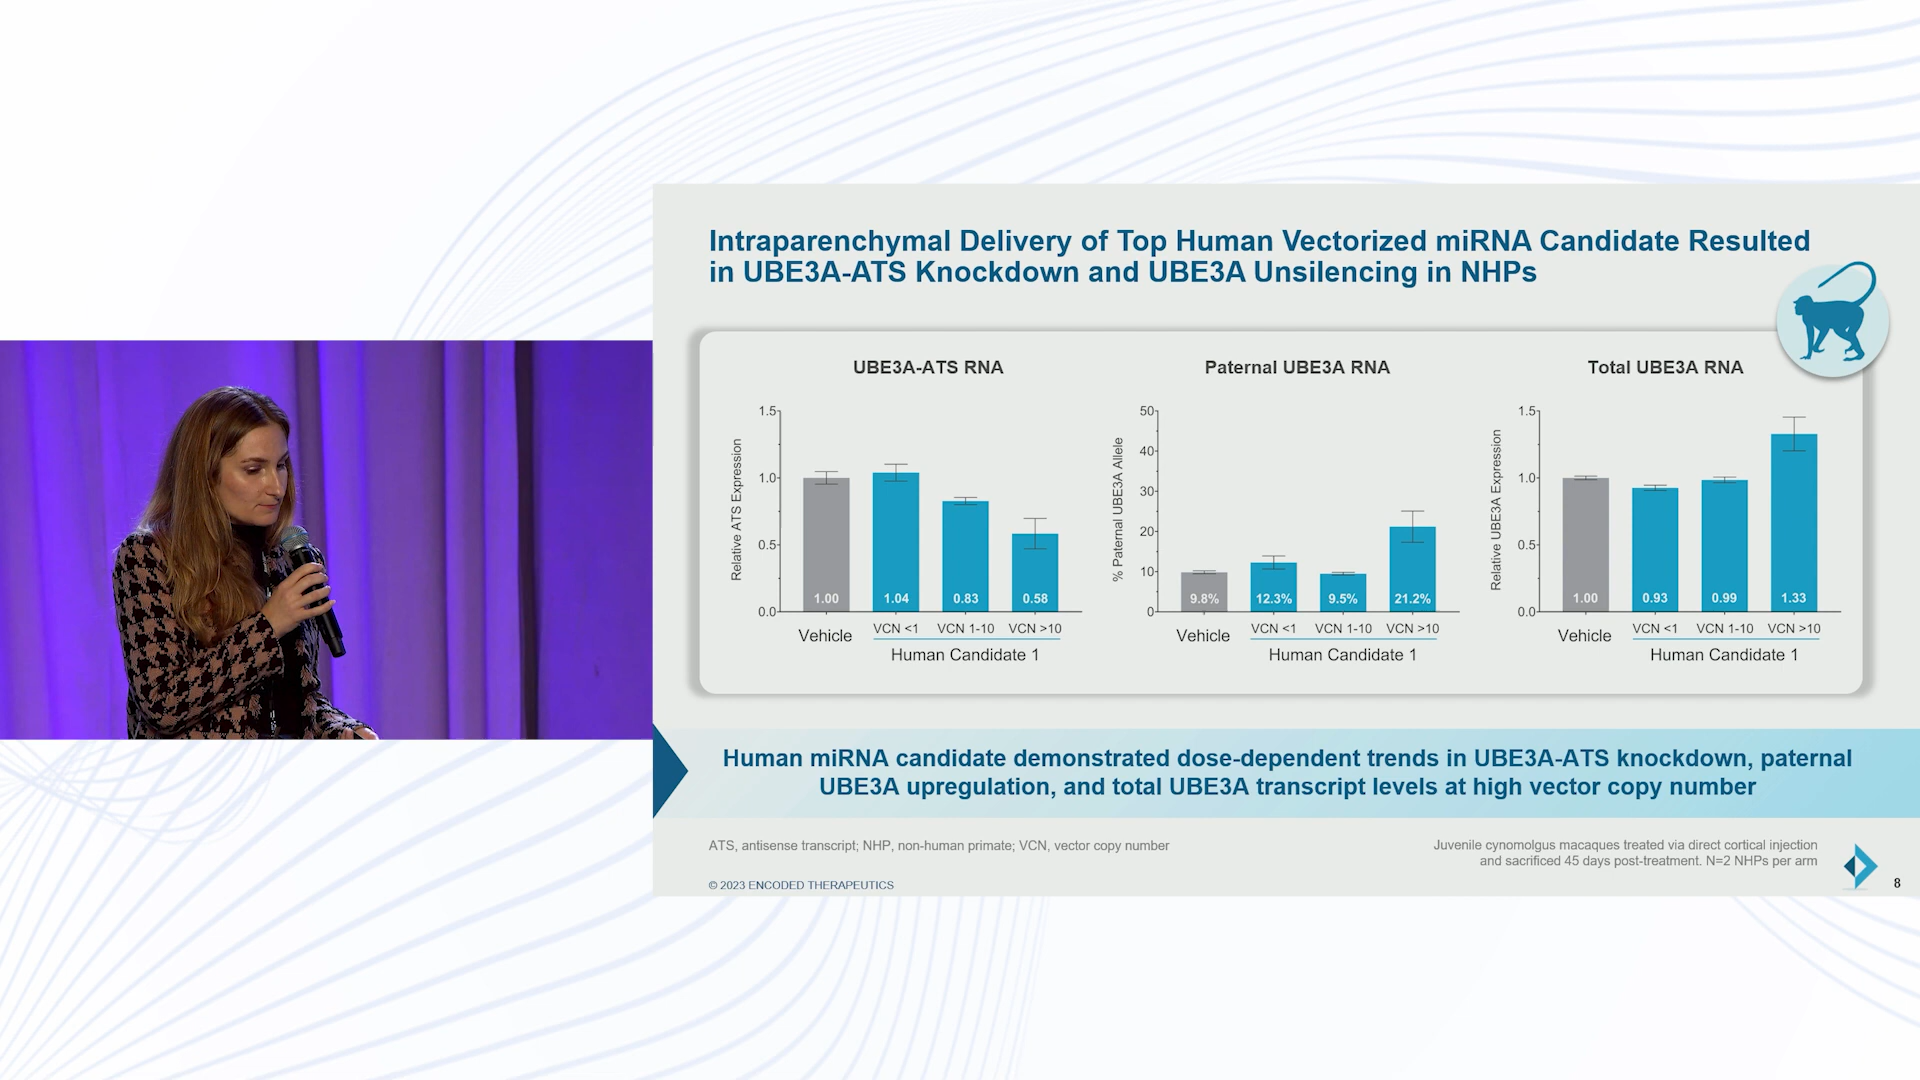 Intraparenchymal Delivery of Top Human Vectorized miRNA Candidate Resulted
in UBE3A-ATS Knockdown and UBE3A Unsilencing in NHPs
UBE3A-ATS RNA
Relative ATS Expression
1.5
1.0
0.5
0.0
1.00
1.04
0.83
0.58
Vehicle
VCN <1
VCN 1-10
VCN >10
Human Candidate 1
Paternal UBE3A RNA
% Paternal UBE3A Allele
50
40
30
20
10
0
9.8%
12.3%
9.5%
21.2%
Vehicle
VCN <1
VCN 1-10
VCN >10
Human Candidate 1
Total UBE3A RNA
Relative UBE3A Expression
1.5
1.0
0.5
0.0
1.00
0.93
0.99
1.33
Vehicle
VCN <1
VCN 1-10
VCN >10
Human Candidate 1
Human miRNA candidate demonstrated dose-dependent trends in UBE3A-ATS knockdown, paternal
UBE3A upregulation, and total UBE3A transcript levels at high vector copy number
ATS, antisense transcript; NHP, non-human primate; VCN, vector copy number
Juvenile cynomolgus macaques treated via direct cortical injection
and sacrificed 45 days post-treatment. N=2 NHPs per arm
© 2023 ENCODED THERAPEUTICS
8